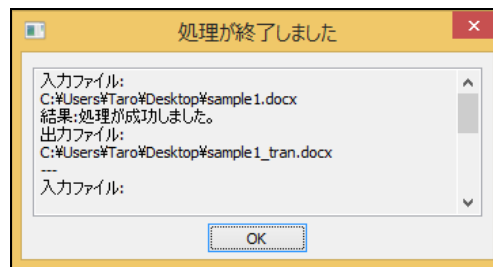 処理が終了しました
入力ファイル:
C:¥Users¥Taro¥Desktop¥sample1.docx
結果:処理が成功しました。
出力ファイル:
C:¥Users¥Taro¥Desktop¥sample1_tran.docx
---
入力ファイル:
OK